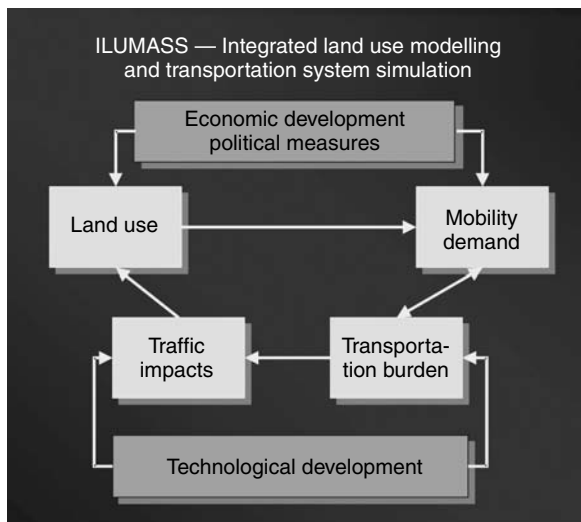 ILUMASS — Integrated land use modelling
and transportation system simulation
Economic development
political measures
Land use
Mobility
demand
Traffic
impacts
Transporta-
tion burden
Technological development